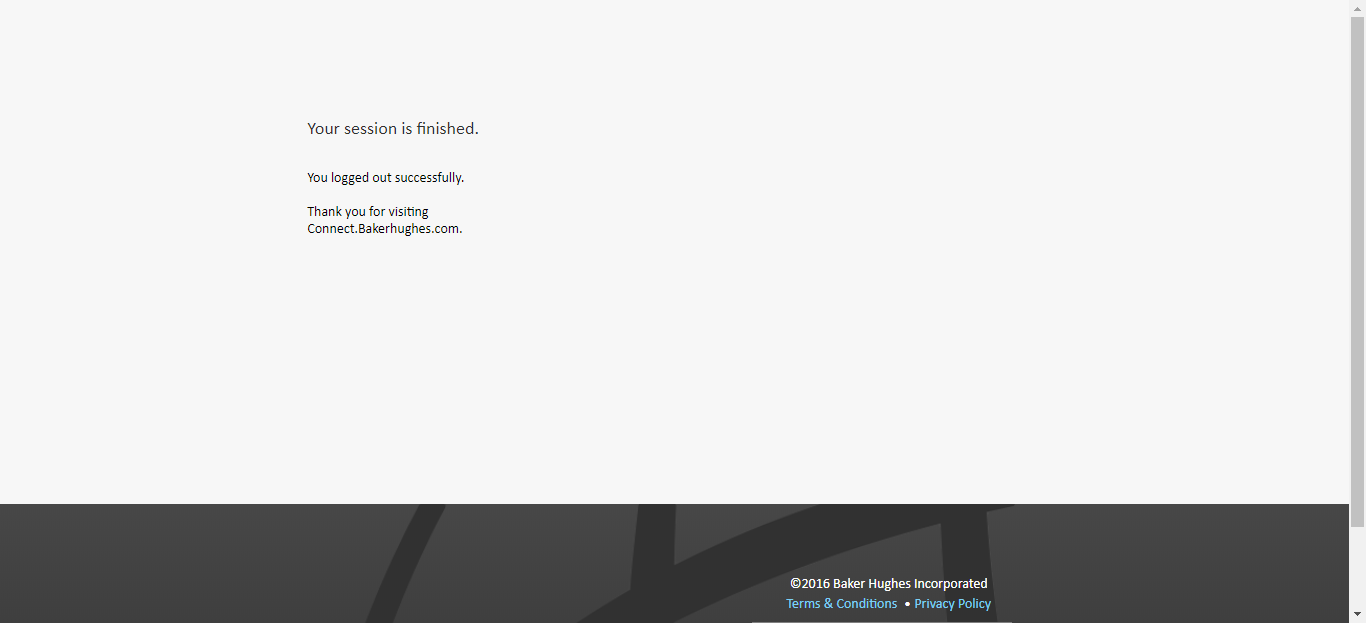 Your session is finished.
You logged out successfully.
Thank you for visiting
Connect.Bakerhughes.com.
©2016 Baker Hughes Incorporated
Terms & Conditions • Privacy Policy